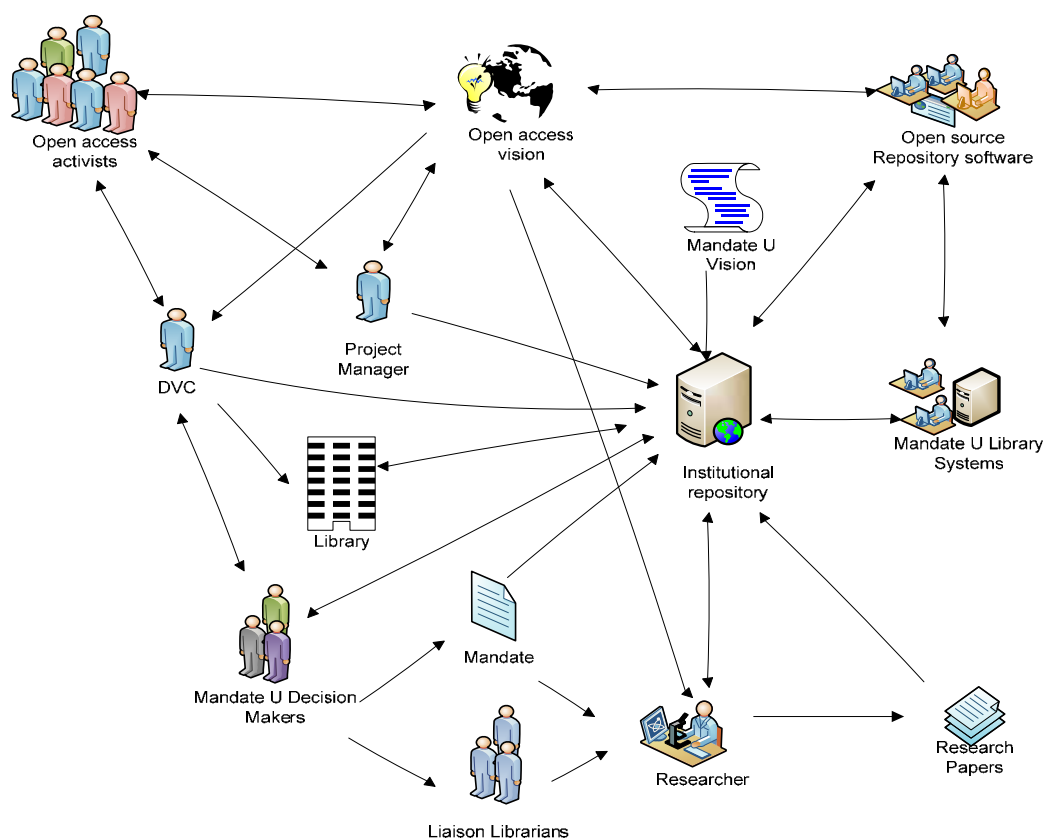 Open access
activists
Open access
vision
Open source
Repository software
Mandate U
Vision
Project
Manager
DVC
Mandate U Library
Systems
Institutional
repository
Library
Mandate
Mandate U Decision
Makers
Researcher
Research
Papers
Liaison Librarians